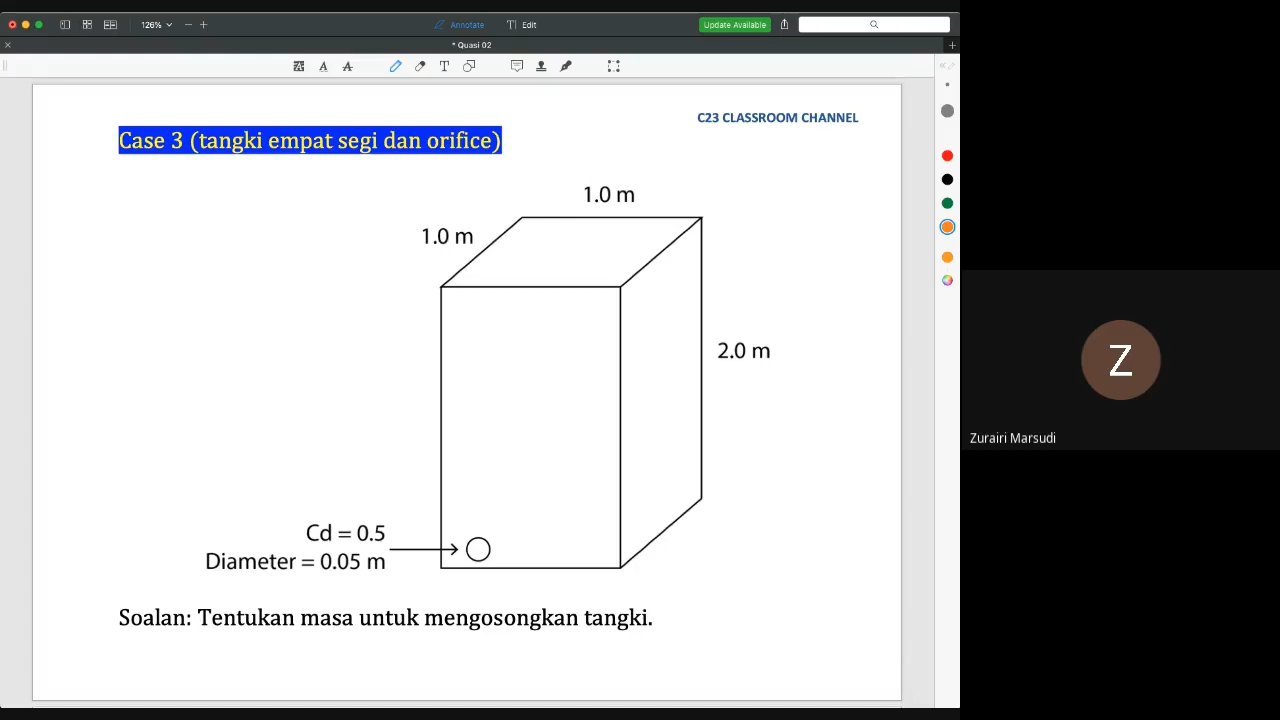 126%
Annotate
Edit
Update Available
* Quasi 02
C23 CLASSROOM CHANNEL
Case 3 (tangki empat segi dan orifice)
1.0 m
1.0 m
2.0 m
Cd = 0.5
Diameter = 0.05 m
Soalan: Tentukan masa untuk mengosongkan tangki.
Z
Zurairi Marsudi